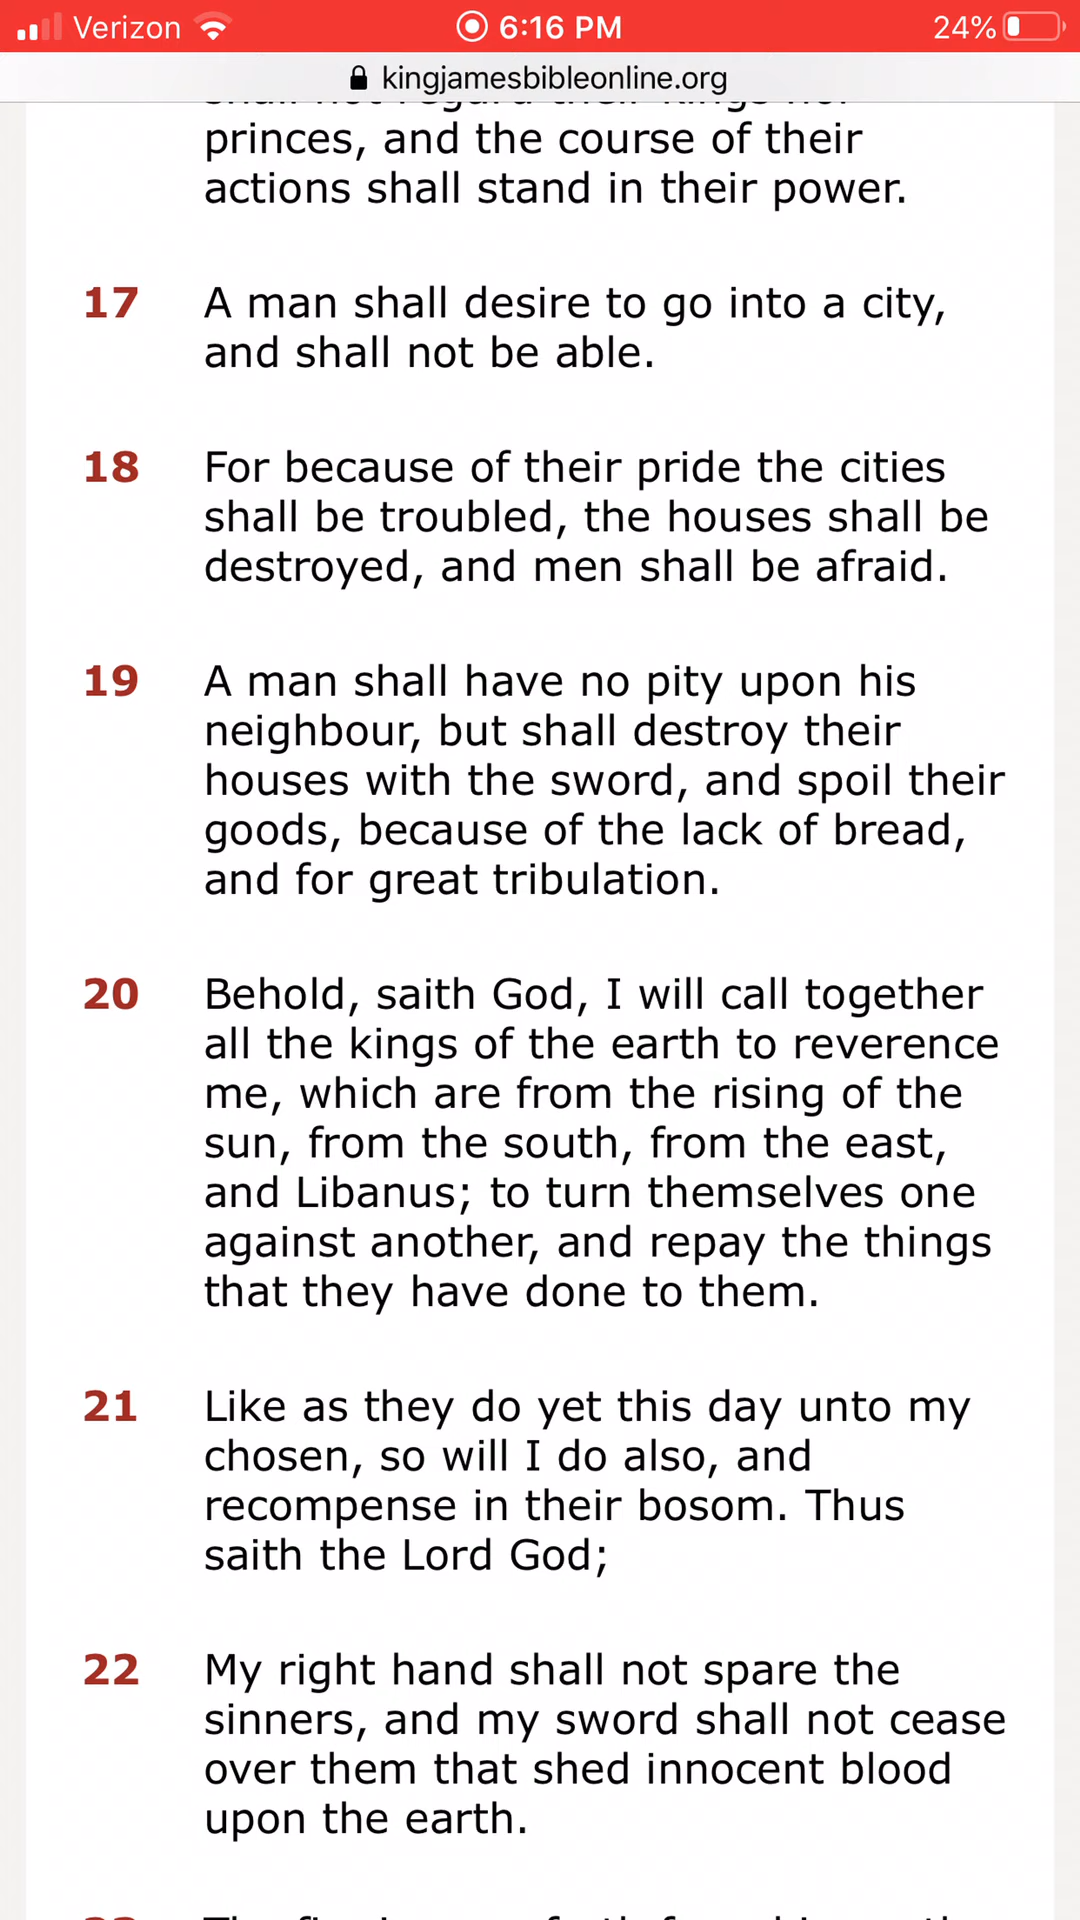 Verizon 6:16 PM 24%
kingjamesbibleonline.org
shall not regard their kings nor
princes, and the course of their
actions shall stand in their power.
17 A man shall desire to go into a city,
and shall not be able.
18 For because of their pride the cities
shall be troubled, the houses shall be
destroyed, and men shall be afraid.
19 A man shall have no pity upon his
neighbour, but shall destroy their
houses with the sword, and spoil their
goods, because of the lack of bread,
and for great tribulation.
20 Behold, saith God, I will call together
all the kings of the earth to reverence
me, which are from the rising of the
sun, from the south, from the east,
and Libanus; to turn themselves one
against another, and repay the things
that they have done to them.
21 Like as they do yet this day unto my
chosen, so will I do also, and
recompense in their bosom. Thus
saith the Lord God;
22 My right hand shall not spare the
sinners, and my sword shall not cease
over them that shed innocent blood
upon the earth.